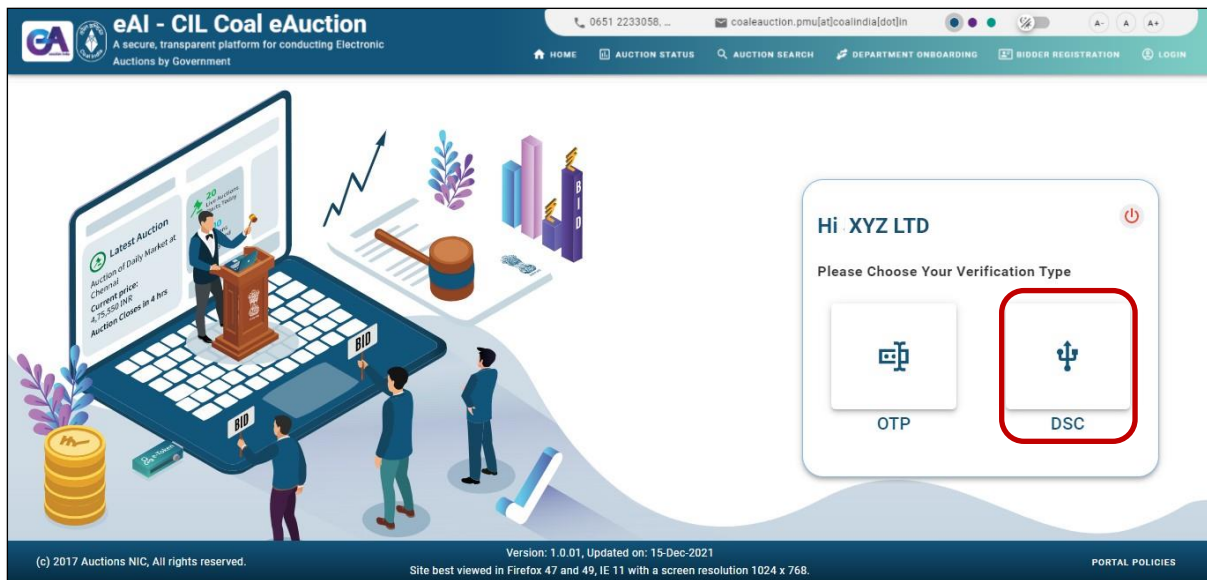 eA
eAI - CIL Coal eAuction
A secure, transparent platform for conducting Electronic
Auctions by Government
0651 2233058, ...
coaleauction.pmu[at]coalindia[dot]in
A-
A
A+
HOME
AUCTION STATUS
AUCTION SEARCH
DEPARTMENT ONBOARDING
BIDDER REGISTRATION
LOGIN
Latest Auction
Auction of Daily Market at
Chennai
Current price:
4,75,550 INR
Auction Closes in 4 hrs
20
Live Auctions
BID
BID
BID
e-Token
Hi XYZ LTD
Please Choose Your Verification Type
OTP
DSC
(c) 2017 Auctions NIC, All rights reserved.
Version: 1.0.01, Updated on: 15-Dec-2021
Site best viewed in Firefox 47 and 49, IE 11 with a screen resolution 1024 x 768.
PORTAL POLICIES